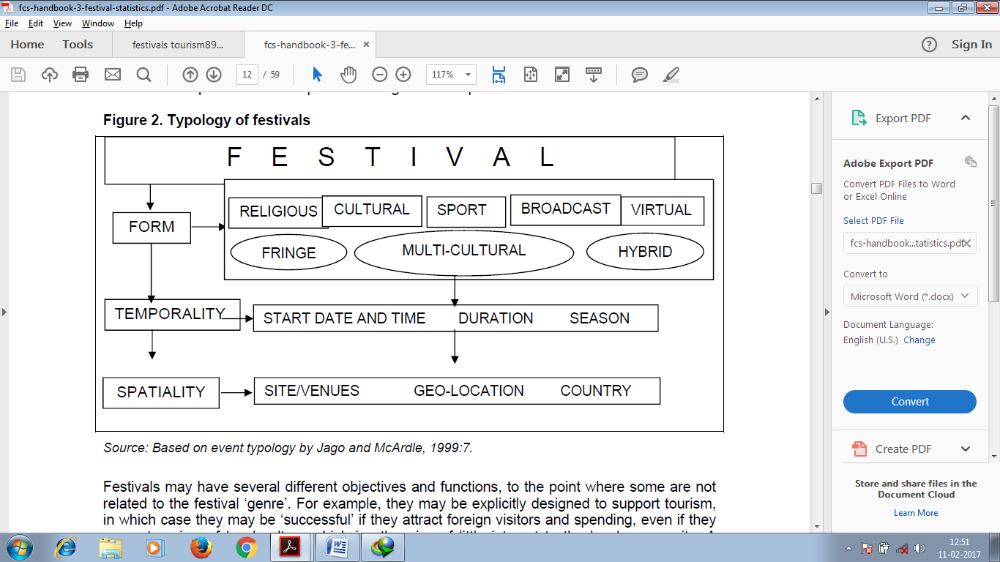 fcs-handbook-3-festival-statistics.pdf - Adobe Acrobat Reader DC
File Edit View Window Help
Home Tools festivals tourism89... fcs-handbook-3-fe... × ? Sign In
12 / 59 117%
Figure 2. Typology of festivals
F E S T I V A L
RELIGIOUS CULTURAL SPORT BROADCAST VIRTUAL
FORM
FRINGE MULTI-CULTURAL HYBRID
TEMPORALITY START DATE AND TIME DURATION SEASON
SPATIALITY SITE/VENUES GEO-LOCATION COUNTRY
Source: Based on event typology by Jago and McArdle, 1999:7.
Festivals may have several different objectives and functions, to the point where some are not
related to the festival ‘genre’. For example, they may be explicitly designed to support tourism,
in which case they may be ‘successful’ if they attract foreign visitors and spending, even if they
Export PDF
Adobe Export PDF
Convert PDF Files to Word
or Excel Online
Select PDF File
fcs-handbook...tatistics.pdf
Convert to
Microsoft Word (*.docx)
Document Language:
English (U.S.) Change
Convert
Create PDF
Store and share files in the
Document Cloud
Learn More
12:51
11-02-2017